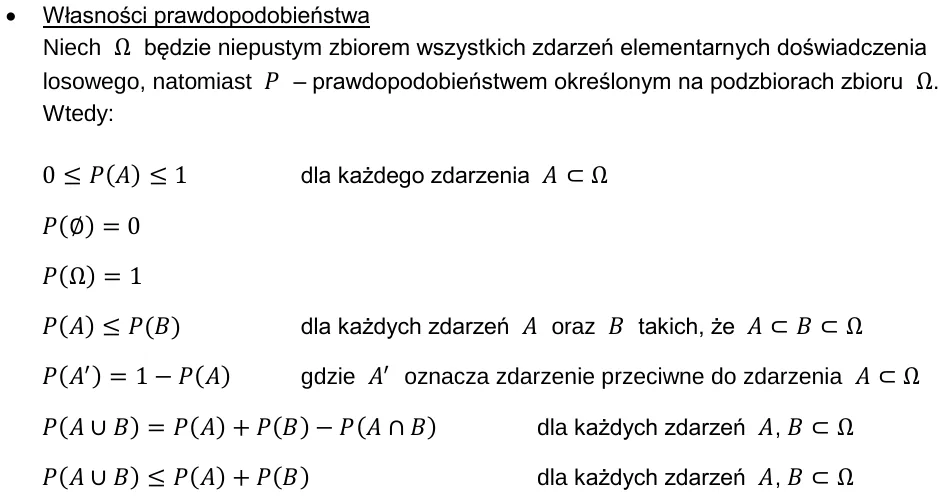 • Własności prawdopodobieństwa
Niech Ω będzie niepustym zbiorem wszystkich zdarzeń elementarnych doświadczenia
losowego, natomiast P – prawdopodobieństwem określonym na podzbiorach zbioru Ω.
Wtedy:
0 ≤ P(A) ≤ 1 dla każdego zdarzenia A ⊂ Ω
P(∅) = 0
P(Ω) = 1
P(A) ≤ P(B) dla każdych zdarzeń A oraz B takich, że A ⊂ B ⊂ Ω
P(A′) = 1 − P(A) gdzie A′ oznacza zdarzenie przeciwne do zdarzenia A ⊂ Ω
P(A ∪ B) = P(A) + P(B) − P(A ∩ B) dla każdych zdarzeń A, B ⊂ Ω
P(A ∪ B) ≤ P(A) + P(B) dla każdych zdarzeń A, B ⊂ Ω